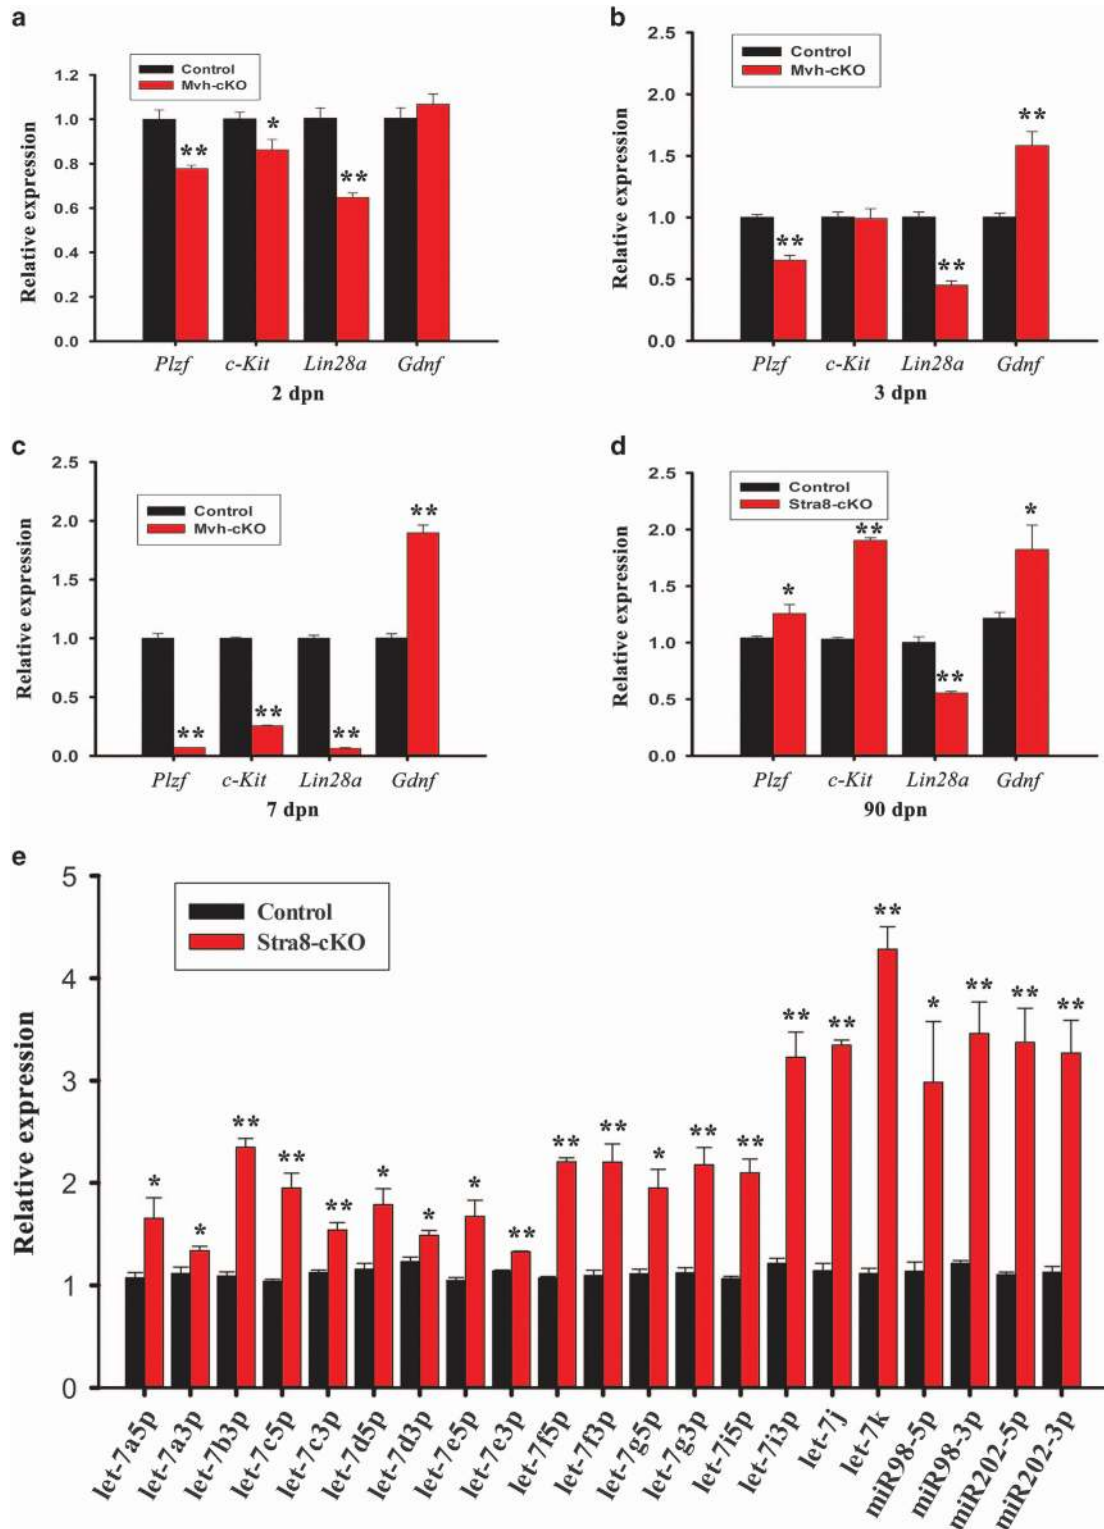 a
Control
Mvh-cKO
Relative expression
1.2
1.0
0.8
0.6
0.4
0.2
0.0
**
*
**
Plzf c-Kit Lin28a Gdnf
2 dpn
b
Control
Mvh-cKO
Relative expression
2.5
2.0
1.5
1.0
0.5
0.0
**
**
**
Plzf c-Kit Lin28a Gdnf
3 dpn
c
Control
Mvh-cKO
Relative expression
2.5
2.0
1.5
1.0
0.5
0.0
**
**
**
**
Plzf c-Kit Lin28a Gdnf
7 dpn
d
Control
Stra8-cKO
Relative expression
2.5
2.0
1.5
1.0
0.5
0.0
*
**
**
*
Plzf c-Kit Lin28a Gdnf
90 dpn
e
Control
Stra8-cKO
Relative expression
5
4
3
2
1
0
*
*
**
**
**
*
*
*
**
**
**
*
**
**
**
**
**
*
**
**
**
let-7a5p
let-7a3p
let-7b3p
let-7c5p
let-7c3p
let-7d5p
let-7d3p
let-7e5p
let-7e3p
let-7f5p
let-7f3p
let-7g5p
let-7g3p
let-7i5p
let-7i3p
let-7j
let-7k
miR98-5p
miR98-3p
miR202-5p
miR202-3p